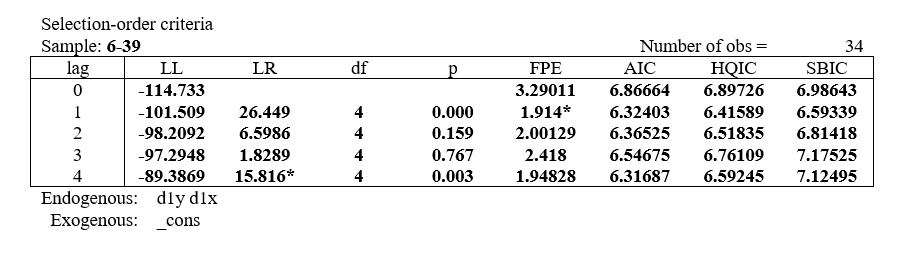 Selection-order criteria
Sample: 6-39 Number of obs = 34
lag LL LR df p FPE AIC HQIC SBIC
0 -114.733 3.29011 6.86664 6.89726 6.98643
1 -101.509 26.449 4 0.000 1.914* 6.32403 6.41589 6.59339
2 -98.2092 6.5986 4 0.159 2.00129 6.36525 6.51835 6.81418
3 -97.2948 1.8289 4 0.767 2.418 6.54675 6.76109 7.17525
4 -89.3869 15.816* 4 0.003 1.94828 6.31687 6.59245 7.12495
Endogenous: d1y d1x
Exogenous: _cons